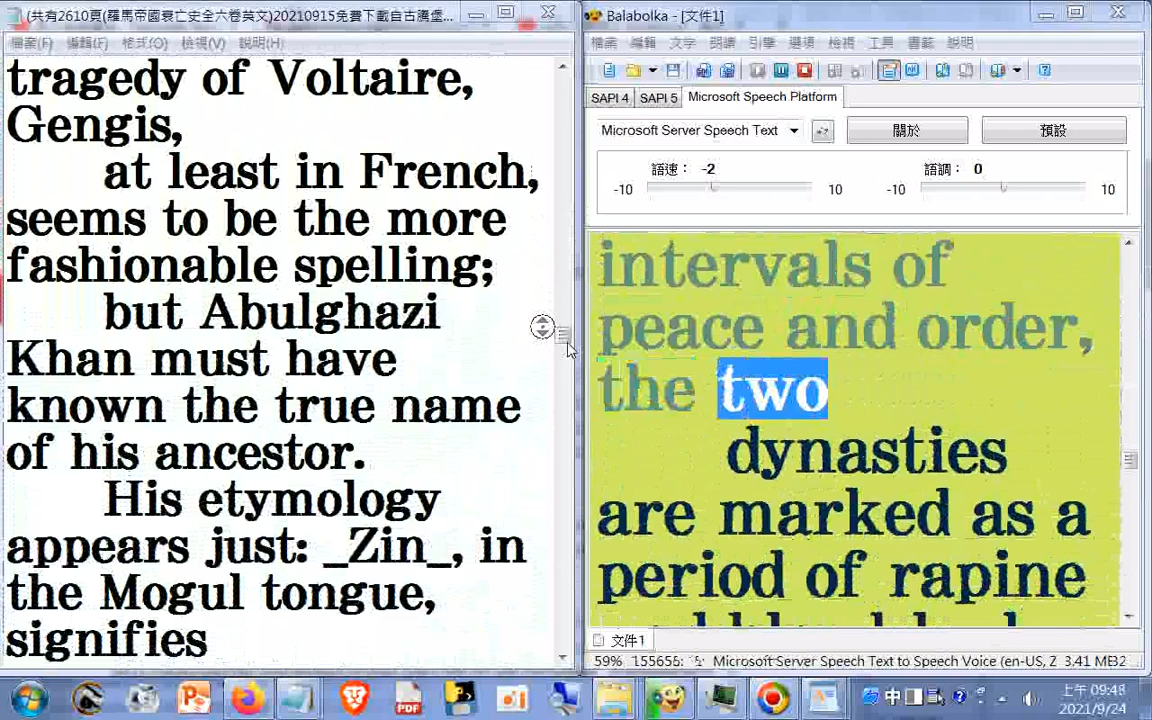 (共有2610頁(羅馬帝國衰亡史全六卷英文)20210915免費下載自古騰堡...
檔案(F) 編輯(E) 格式(O) 檢視(V) 說明(H)
tragedy of Voltaire,
Gengis,
at least in French,
seems to be the more
fashionable spelling;
but Abulghazi
Khan must have
known the true name
of his ancestor.
His etymology
appears just: _Zin_, in
the Mogul tongue,
signifies
Balabolka - [文件1]
檔案 編輯 文字 朗讀 引擎 選項 檢視 工具 書籤 說明
SAPI 4 SAPI 5 Microsoft Speech Platform
Microsoft Server Speech Text 關於 預設
語速： -2 語調： 0
-10 10 -10 10
intervals of
peace and order,
the two
dynasties
are marked as a
period of rapine
文件1
59% Microsoft Server Speech Text to Speech Voice (en-US, Z 3.41 MB
PDF
中
上午 09:48
2021/9/24